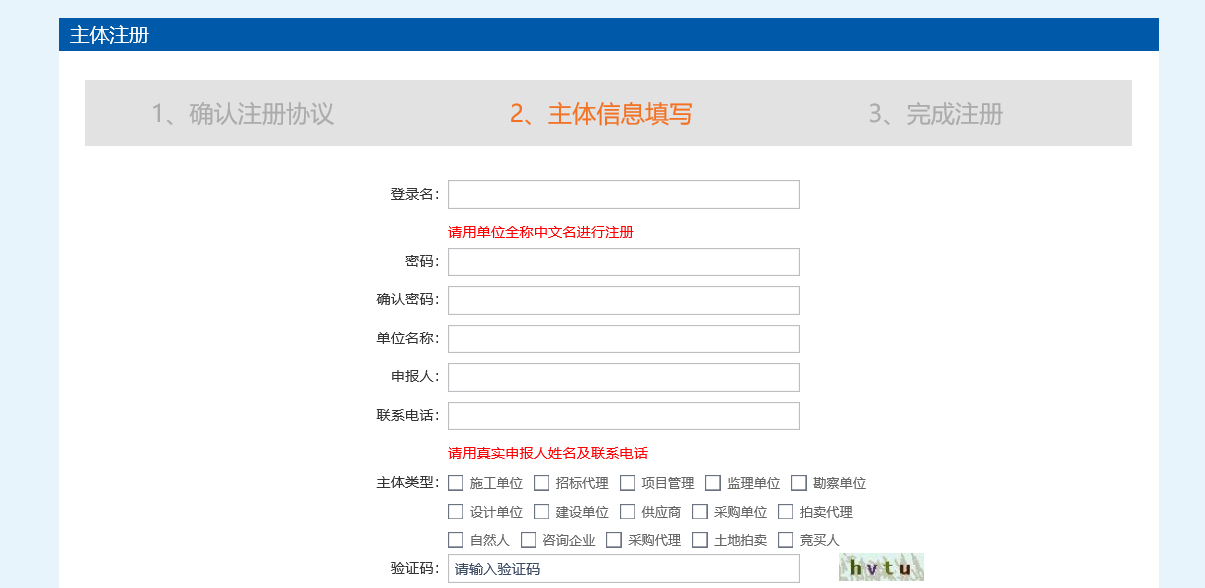 主体注册
1、确认注册协议 2、主体信息填写 3、完成注册
登录名：
请用单位全称中文名进行注册
密码：
确认密码：
单位名称：
申报人：
联系电话：
请用真实申报人姓名及联系电话
主体类型： 施工单位 招标代理 项目管理 监理单位 勘察单位
设计单位 建设单位 供应商 采购单位 拍卖代理
自然人 咨询企业 采购代理 土地拍卖 竞买人
验证码： 请输入验证码 hvtu